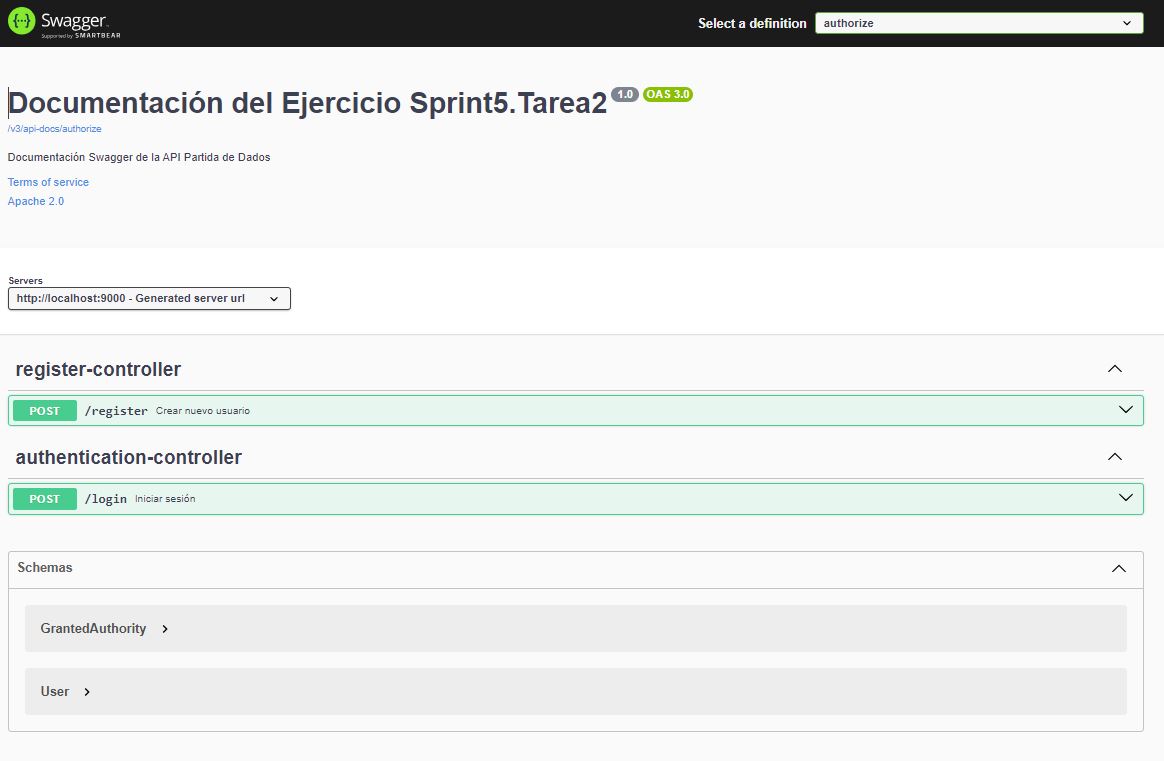 Swagger
Supported by SMARTBEAR
Select a definition
authorize
Documentación del Ejercicio Sprint5.Tarea2 1.0 OAS 3.0
/v3/api-docs/authorize
Documentación Swagger de la API Partida de Dados
Terms of service
Apache 2.0
Servers
http://localhost:9000 - Generated server url
register-controller
POST /register Crear nuevo usuario
authentication-controller
POST /login Iniciar sesión
Schemas
GrantedAuthority
User